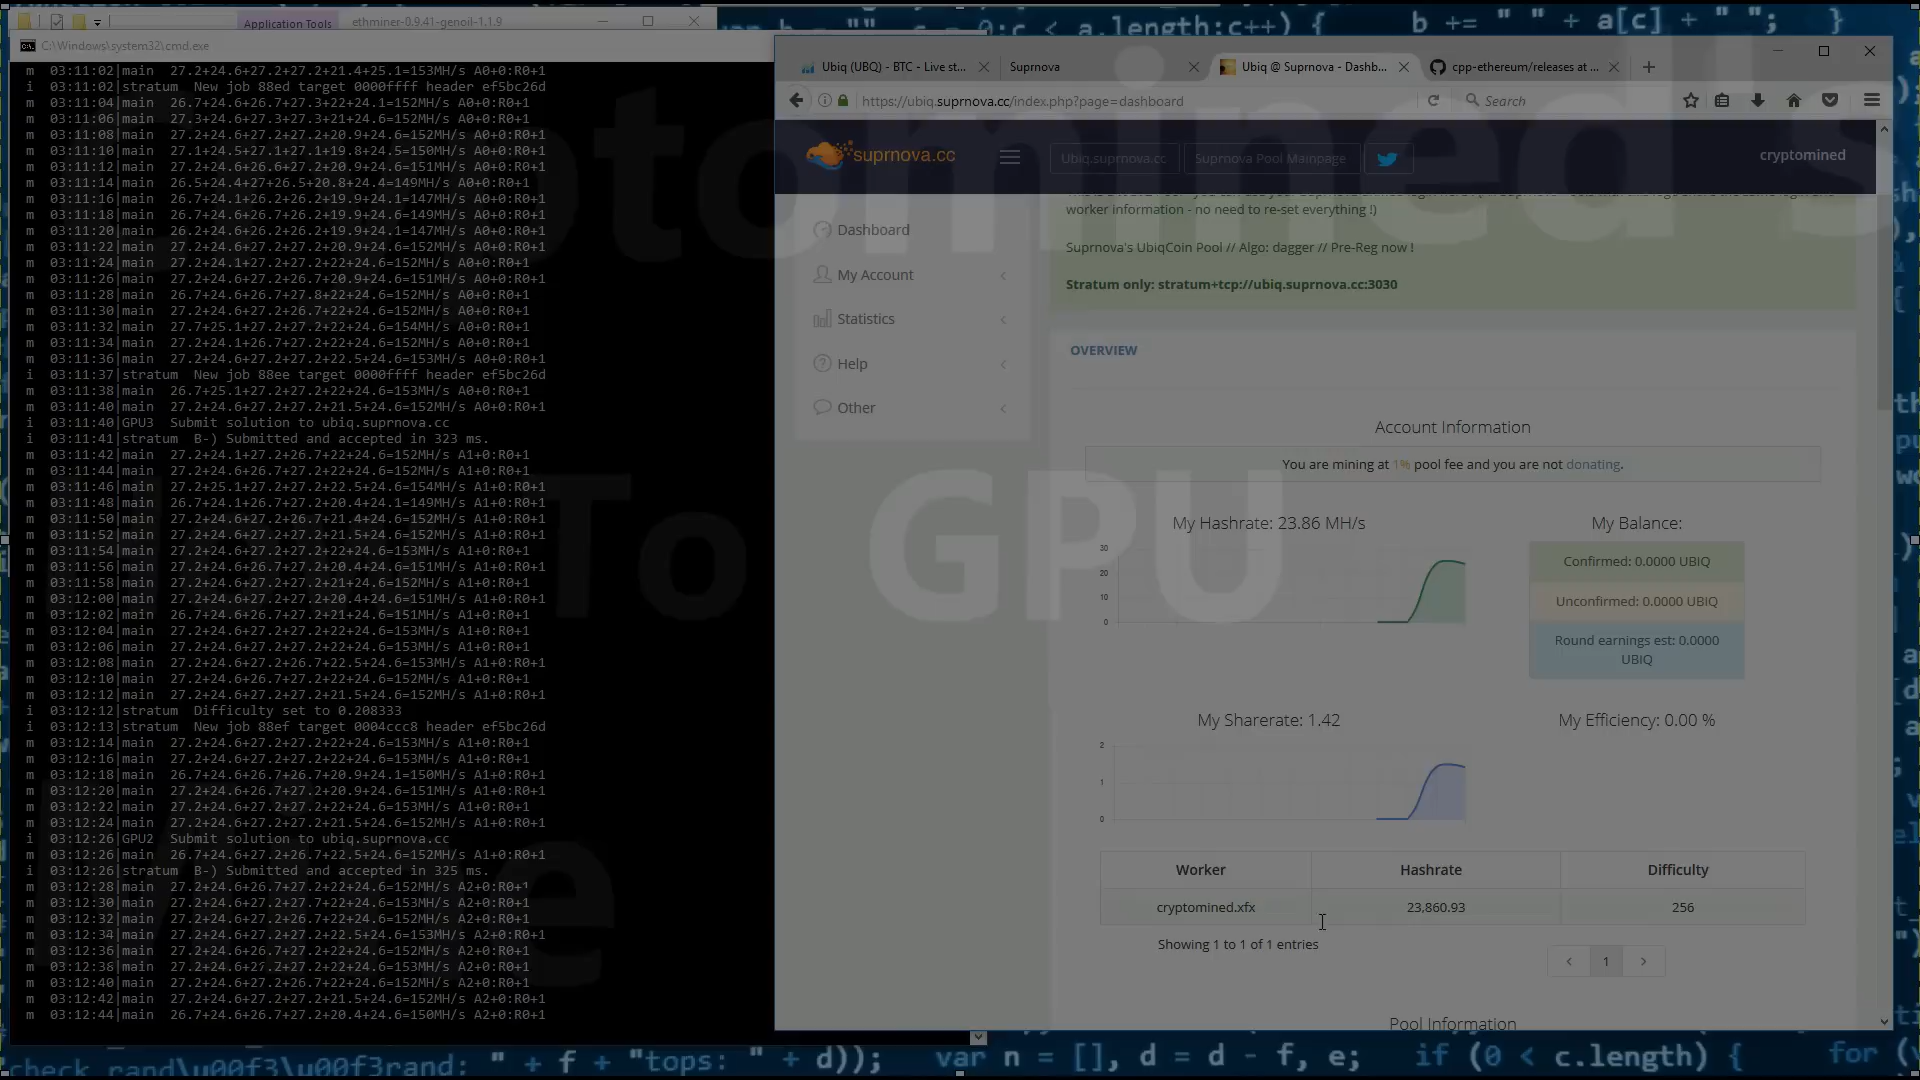 Application Tools
ethminer-0.9.41-genoil-1.1.9
C:\Windows\system32\cmd.exe
m 03:11:02|main 27.2+24.6+27.2+27.2+21.4+25.1=153MH/s A0+0:R0+1
i 03:11:02|stratum New job 88ed target 0000ffff header ef5bc26d
m 03:11:04|main 26.7+24.6+27.2+27.3+22+24.1=152MH/s A0+0:R0+1
m 03:11:06|main 27.3+24.6+27.3+27.3+21+24.6=152MH/s A0+0:R0+1
m 03:11:08|main 27.2+24.6+27.2+27.2+20.9+24.6=152MH/s A0+0:R0+1
m 03:11:10|main 27.1+24.5+27.1+27.1+19.8+24.5=150MH/s A0+0:R0+1
m 03:11:12|main 27.2+24.6+26.6+27.2+20.9+24.6=151MH/s A0+0:R0+1
m 03:11:14|main 26.5+24.4+27+26.5+20.8+24.4=149MH/s A0+0:R0+1
m 03:11:16|main 26.7+24.1+26.2+26.2+19.9+24.1=147MH/s A0+0:R0+1
m 03:11:18|main 26.7+24.6+26.7+26.2+19.9+24.6=149MH/s A0+0:R0+1
m 03:11:20|main 26.2+24.6+26.2+26.2+19.9+24.1=147MH/s A0+0:R0+1
m 03:11:22|main 27.2+24.6+27.2+27.2+20.9+24.6=152MH/s A0+0:R0+1
m 03:11:24|main 27.2+24.1+27.2+27.2+22+24.6=152MH/s A0+0:R0+1
m 03:11:26|main 27.2+24.6+27.2+26.7+20.9+24.6=151MH/s A0+0:R0+1
m 03:11:28|main 26.7+24.6+26.7+27.8+22+24.6=152MH/s A0+0:R0+1
m 03:11:30|main 27.2+24.6+27.2+26.7+22+24.6=152MH/s A0+0:R0+1
m 03:11:32|main 27.7+25.1+27.2+27.2+22+24.6=154MH/s A0+0:R0+1
m 03:11:34|main 27.2+24.1+26.7+27.2+22+24.6=152MH/s A0+0:R0+1
m 03:11:36|main 27.2+24.6+27.2+27.2+22.5+24.6=153MH/s A0+0:R0+1
i 03:11:37|stratum New job 88ee target 0000ffff header ef5bc26d
m 03:11:38|main 26.7+25.1+27.2+27.2+22+24.6=153MH/s A0+0:R0+1
m 03:11:40|main 27.2+24.6+27.2+27.2+21.5+24.6=152MH/s A0+0:R0+1
i 03:11:40|GPU3 Submit solution to ubiq.suprnova.cc
i 03:11:41|stratum B-) Submitted and accepted in 323 ms.
m 03:11:42|main 27.2+24.1+27.2+26.7+22+24.6=152MH/s A1+0:R0+1
m 03:11:44|main 27.2+24.6+27.2+26.7+22+24.6=152MH/s A1+0:R0+1
m 03:11:46|main 27.2+25.1+27.2+27.2+22.5+24.6=154MH/s A1+0:R0+1
m 03:11:48|main 26.7+24.1+26.7+27.2+20.4+24.1=149MH/s A1+0:R0+1
m 03:11:50|main 27.2+24.6+27.2+26.7+21.4+24.6=152MH/s A1+0:R0+1
m 03:11:52|main 27.2+24.6+27.2+27.2+21.5+24.6=152MH/s A1+0:R0+1
m 03:11:54|main 27.2+24.6+27.2+27.2+22+24.6=153MH/s A1+0:R0+1
m 03:11:56|main 27.2+24.6+26.7+27.2+20.4+24.6=151MH/s A1+0:R0+1
m 03:11:58|main 27.2+24.6+27.2+27.2+21+24.6=152MH/s A1+0:R0+1
m 03:12:00|main 27.2+24.6+27.2+26.7+20.4+24.6=151MH/s A1+0:R0+1
m 03:12:02|main 26.7+24.6+26.7+27.2+21+24.6=151MH/s A1+0:R0+1
m 03:12:04|main 27.2+24.6+27.2+27.2+22+24.6=153MH/s A1+0:R0+1
m 03:12:06|main 27.2+24.6+27.2+27.2+22+24.6=153MH/s A1+0:R0+1
m 03:12:08|main 27.2+24.6+27.2+26.7+22.5+24.6=153MH/s A1+0:R0+1
m 03:12:10|main 27.2+24.6+27.2+26.7+22+24.6=152MH/s A1+0:R0+1
m 03:12:12|main 27.2+24.6+27.2+27.2+21.5+24.6=152MH/s A1+0:R0+1
i 03:12:12|stratum Difficulty set to 0.208333
i 03:12:13|stratum New job 88ef target 0004ccc8 header ef5bc26d
m 03:12:14|main 27.2+24.6+27.2+27.2+22+24.6=153MH/s A1+0:R0+1
m 03:12:16|main 27.2+24.6+27.2+27.2+22+24.6=153MH/s A1+0:R0+1
m 03:12:18|main 26.7+24.6+26.7+26.7+20.9+24.1=150MH/s A1+0:R0+1
m 03:12:20|main 27.2+24.6+26.7+27.2+20.9+24.6=151MH/s A1+0:R0+1
m 03:12:22|main 27.2+24.6+27.2+27.2+22+24.6=153MH/s A1+0:R0+1
m 03:12:24|main 27.2+24.6+27.2+27.2+21.5+24.6=152MH/s A1+0:R0+1
i 03:12:26|GPU2 Submit solution to ubiq.suprnova.cc
m 03:12:26|main 26.7+24.6+27.2+26.7+22.5+24.6=152MH/s A1+0:R0+1
i 03:12:26|stratum B-) Submitted and accepted in 325 ms.
m 03:12:28|main 27.2+24.6+27.2+26.7+22+24.6=152MH/s A2+0:R0+1
m 03:12:30|main 27.2+24.6+26.7+27.2+22+24.6=152MH/s A2+0:R0+1
m 03:12:32|main 27.2+24.6+27.2+26.7+22+24.6=152MH/s A2+0:R0+1
m 03:12:34|main 27.2+24.6+27.2+26.7+22.5+24.6=153MH/s A2+0:R0+1
m 03:12:36|main 27.2+24.6+27.2+26.7+22+24.6=152MH/s A2+0:R0+1
m 03:12:38|main 27.2+24.6+27.2+27.2+22+24.6=153MH/s A2+0:R0+1
m 03:12:40|main 27.2+24.6+26.7+27.2+22+24.6=152MH/s A2+0:R0+1
m 03:12:42|main 27.2+24.6+27.2+27.2+21.5+24.6=152MH/s A2+0:R0+1
m 03:12:44|main 26.7+24.6+26.7+27.2+20.4+24.6=150MH/s A2+0:R0+1
Ubiq (UBQ) - BTC - Live st...
Suprnova
Ubiq @ Suprnova - Dashb...
cpp-ethereum/releases at ...
https://ubiq.suprnova.cc/index.php?page=dashboard
Search
suprnova.cc
Ubiq.suprnova.cc
Suprnova Pool Mainpage
cryptomined
Dashboard
My Account
Statistics
Help
Other
worker information - no need to re-set everything !)
Suprnova's UbiqCoin Pool // Algo: dagger // Pre-Reg now !
Stratum only: stratum+tcp://ubiq.suprnova.cc:3030
OVERVIEW
Account Information
You are mining at 1% pool fee and you are not donating.
My Hashrate: 23.86 MH/s
30
20
10
0
My Balance:
Confirmed: 0.0000 UBIQ
Unconfirmed: 0.0000 UBIQ
Round earnings est: 0.0000
UBIQ
My Sharerate: 1.42
2
1
0
My Efficiency: 0.00 %
Worker Hashrate Difficulty
cryptomined.xfx 23,860.93 256
Showing 1 to 1 of 1 entries
1
Pool Information
To GPU
a.length;c++) { b += " " + a[c] + " "; }
check_rand\u00f3\u00f3rand: " + f + "tops: " + d)); var n = [], d = d - f, e; if (0 < c.length) { for (